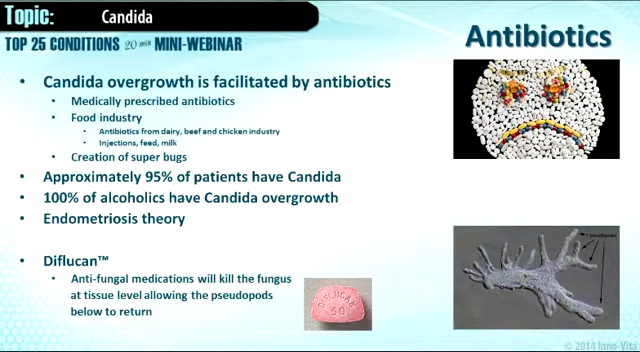 Topic: Candida
TOP 25 CONDITIONS 20 min MINI-WEBINAR
Antibiotics
• Candida overgrowth is facilitated by antibiotics
• Medically prescribed antibiotics
• Food industry
• Antibiotics from dairy, beef and chicken industry
• Injections, feed, milk
• Creation of super bugs
• Approximately 95% of patients have Candida
• 100% of alcoholics have Candida overgrowth
• Endometriosis theory
• Diflucan™
• Anti-fungal medications will kill the fungus
at tissue level allowing the pseudopods
below to return
DIFLUCAN
50
© 2014 Inno-Vita